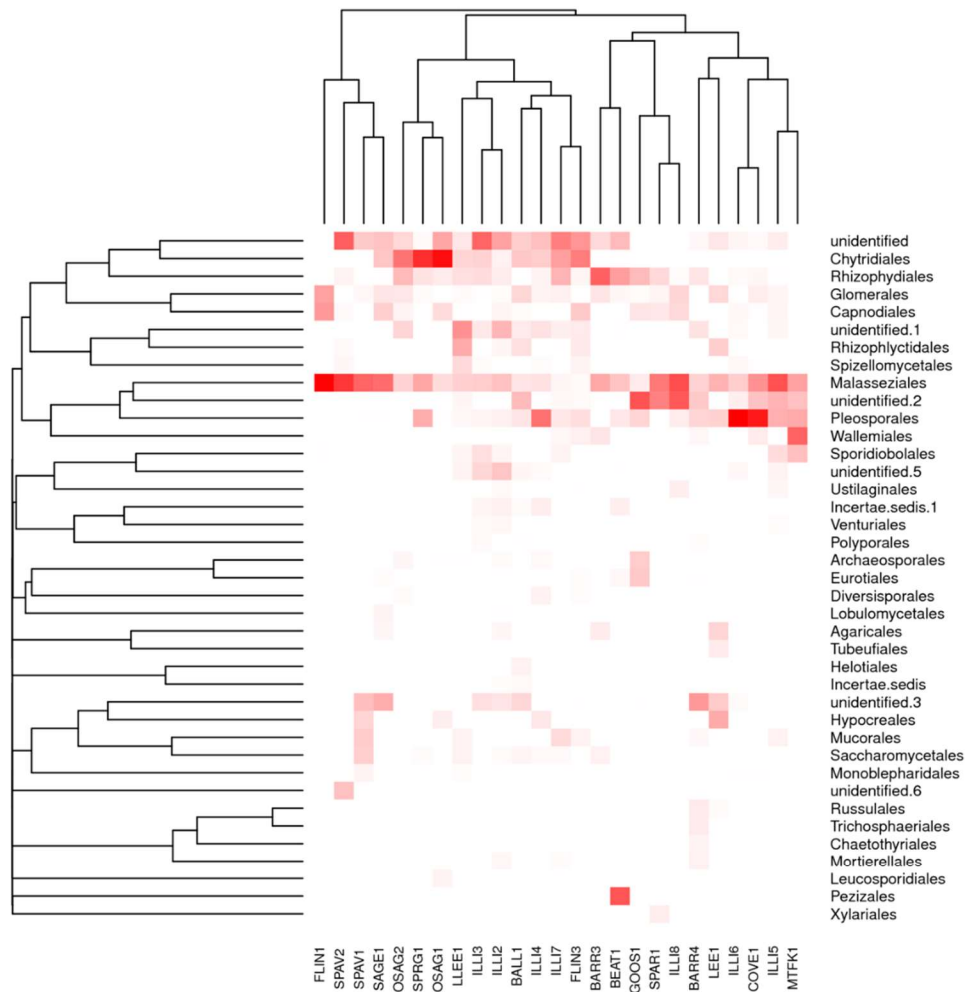 unidentified
Chytridiales
Rhizophydiales
Glomerales
Capnodiales
unidentified.1
Rhizophlyctidales
Spizellomycetales
Malasseziales
unidentified.2
Pleosporales
Wallemiales
Sporidiobolales
unidentified.5
Ustilaginales
Incertae.sedis.1
Venturiales
Polyporales
Archaeosporales
Eurotiales
Diversisporales
Lobulomycetales
Agaricales
Tubeufiales
Helotiales
Incertae.sedis
unidentified.3
Hypocreales
Mucorales
Saccharomycetales
Monoblepharidales
unidentified.6
Russulales
Trichosphaeriales
Chaetothyriales
Mortierellales
Leucosporidiales
Pezizales
Xylariales
FLIN1
SPAV2
SPAV1
SAGE1
OSAG2
SPRG1
OSAG1
LLEE1
ILLI3
ILLI2
BALL1
ILLI4
ILLI7
FLIN3
BARR3
BEAT1
GOOS1
SPAR1
ILLI8
BARR4
LEE1
ILLI6
COVE1
ILLI5
MTFK1